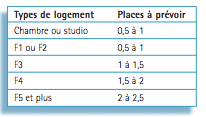 Types de logement Places à prévoir
Chambre ou studio 0,5 à 1
F1 ou F2 0,5 à 1
F3 1 à 1,5
F4 1,5 à 2
F5 et plus 2 à 2,5